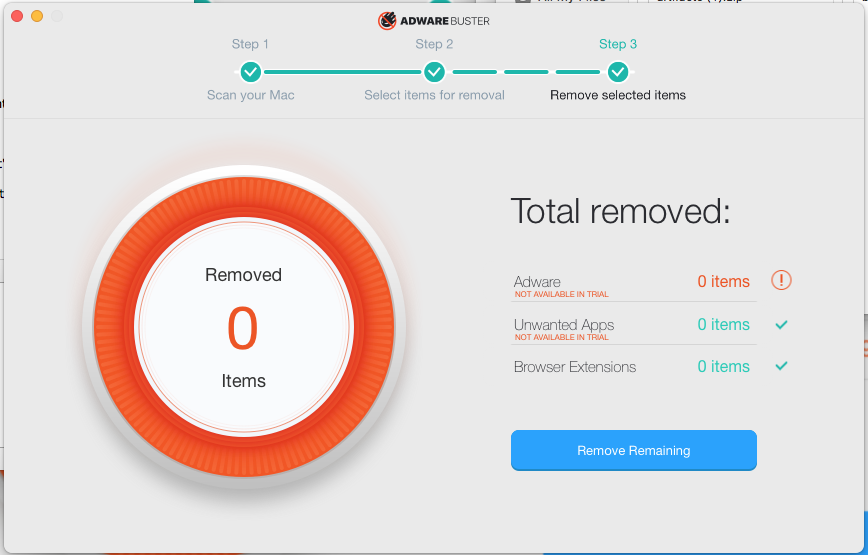 ADWAREBUSTER
Step 1
Step 2
Step 3
Scan your Mac
Select items for removal
Remove selected items
Removed
0
Items
Total removed:
Adware
0 items
NOT AVAILABLE IN TRIAL
Unwanted Apps
0 items
NOT AVAILABLE IN TRIAL
Browser Extensions
0 items
Remove Remaining